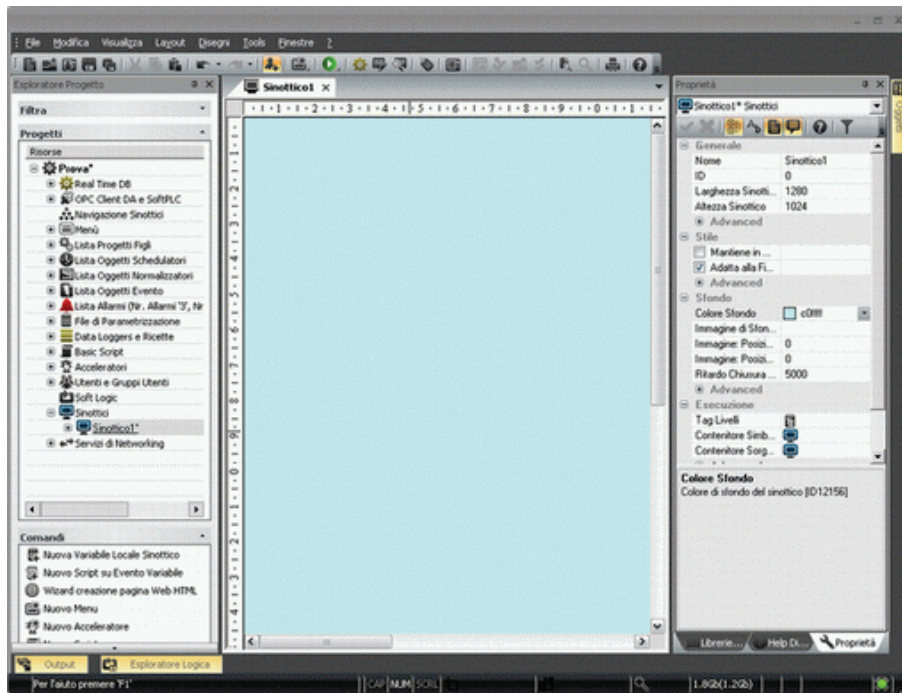 File Modifica Visualizza Layout Disegni Tools Finestre ?
Esploratore Progetto
Filtra
Progetti
Risorse
Prova*
Real Time DB
OPC Client DA e SoftPLC
Navigazione Sinottici
Menù
Lista Progetti Figli
Lista Oggetti Schedulatori
Lista Oggetti Normalizzatori
Lista Oggetti Evento
Lista Allarmi (Nr. Allarmi '3', Nr
File di Parametrizzazione
Data Loggers e Ricette
Basic Script
Acceleratori
Utenti e Gruppi Utenti
Soft Logic
Sinottici
Sinottico1*
Servizi di Networking
Comandi
Nuova Variabile Locale Sinottico
Nuovo Script su Evento Variabile
Wizard creazione pagina Web HTML
Nuovo Menu
Nuovo Acceleratore
Sinottico1
Proprietà
Sinottico1* Sinottici
Generale
Nome Sinottico1
ID 0
Larghezza Sinotti... 1280
Altezza Sinottico 1024
Advanced
Stile
Mantiene in ...
Adatta alla Fi...
Advanced
Sfondo
Colore Sfondo c0ffff
Immagine di Sfon...
Immagine: Posizi... 0
Immagine: Posizi... 0
Ritardo Chiusura ... 5000
Advanced
Esecuzione
Tag Livelli
Contenitore Simb...
Contenitore Sorg...
Colore Sfondo
Colore di sfondo del sinottico [ID12156]
Librerie... Help Di... Proprietà
Output Esploratore Logica
Per l'aiuto premere 'F1' CAP NUM SCRL 1.8Gb(1.2Gb)